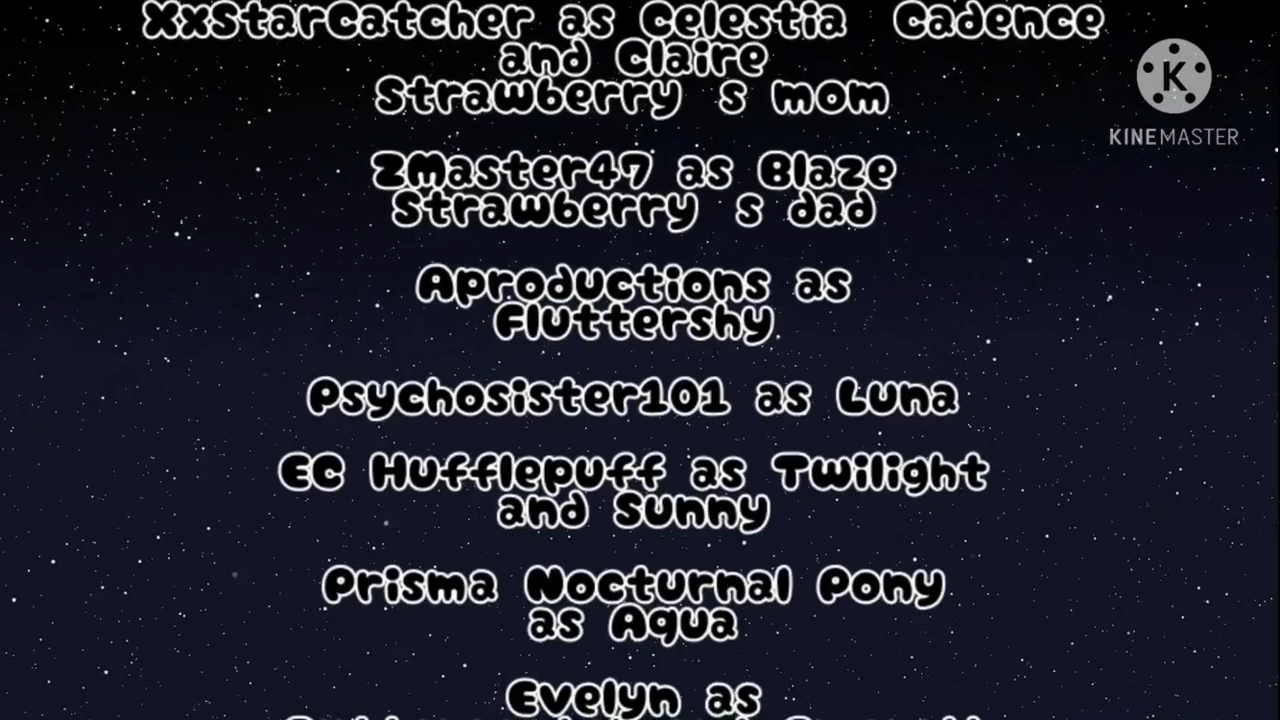 XxStarCatcher as Celestia Cadence
and Claire
Strawberry s mom
ZMaster47 as Blaze
Strawberry s dad
Aproductions as
Fluttershy
Psychosister101 as Luna
EC Hufflepuff as Twilight
and Sunny
Prisma Nocturnal Pony
as Aqua
Evelyn as
K
KINEMASTER